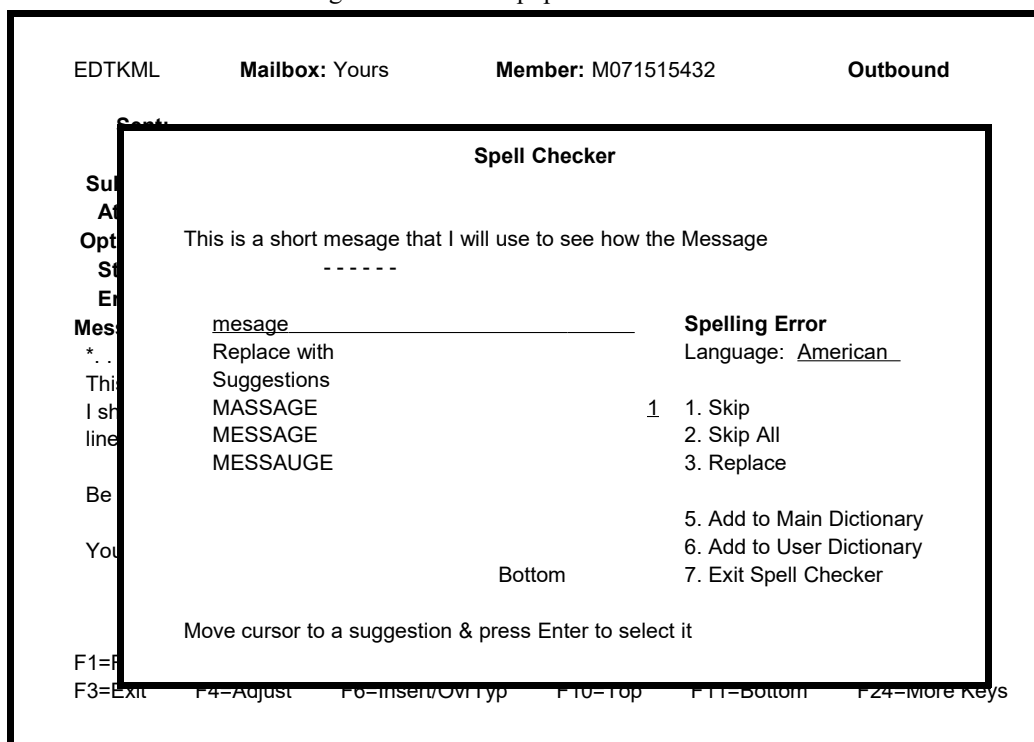 EDTKML Mailbox: Yours Member: M071515432 Outbound
Spell Checker
This is a short mesage that I will use to see how the Message
- - - - - -
mesage
Spelling Error
Replace with
Language: American
Suggestions
MASSAGE 1 1. Skip
MESSAGE 2. Skip All
MESSAUGE 3. Replace
Be
5. Add to Main Dictionary
6. Add to User Dictionary
Bottom 7. Exit Spell Checker
Move cursor to a suggestion & press Enter to select it
F3=Exit F4=Adjust F6=Insert/OvrTyp F10=Top F11=Bottom F24=More Keys